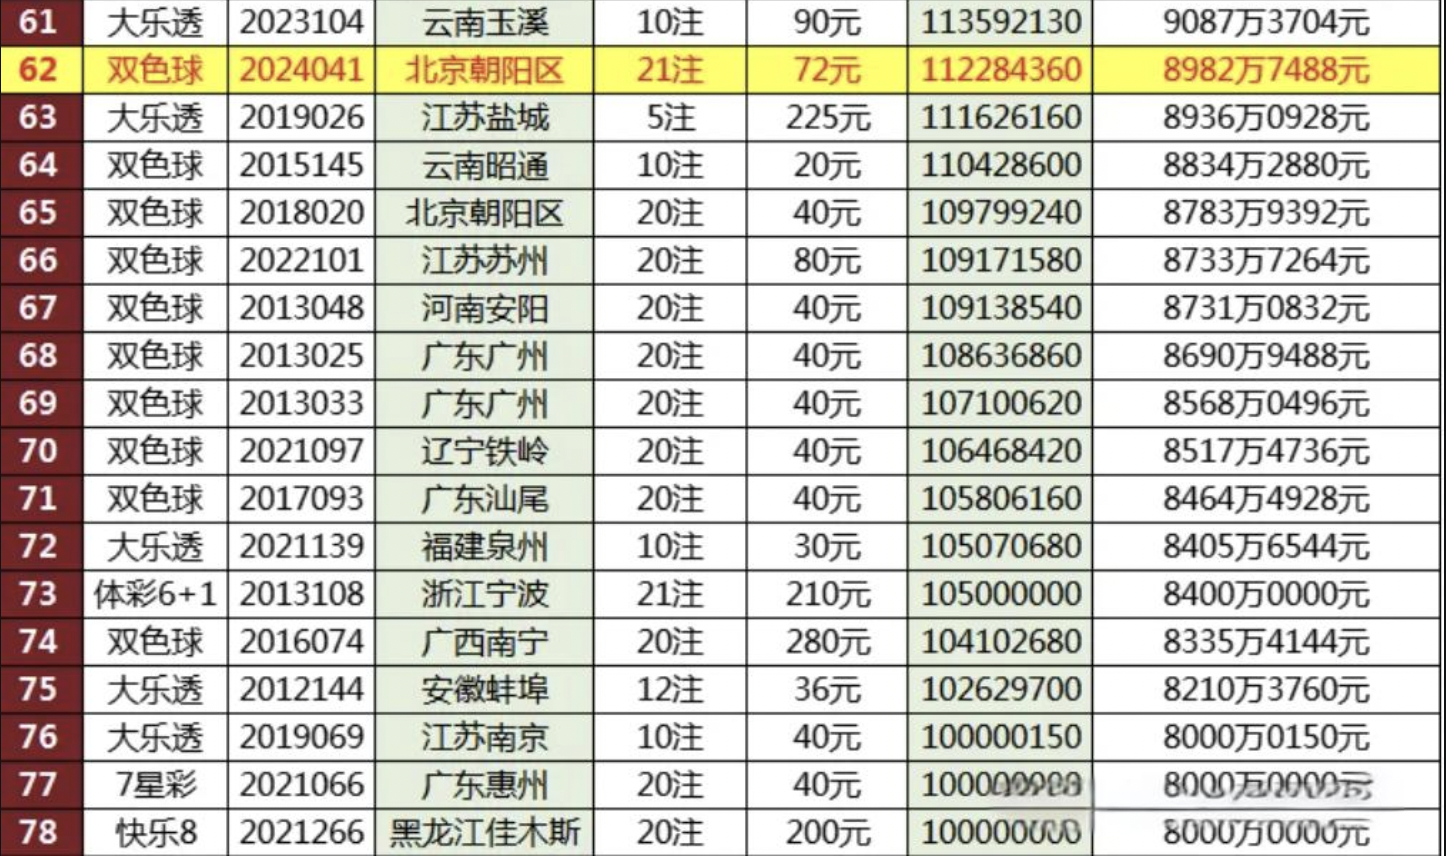 61 大乐透 2023104 云南玉溪 10注 90元 113592130 9087万3704元
62 双色球 2024041 北京朝阳区 21注 72元 112284360 8982万7488元
63 大乐透 2019026 江苏盐城 5注 225元 111626160 8936万0928元
64 双色球 2015145 云南昭通 10注 20元 110428600 8834万2880元
65 双色球 2018020 北京朝阳区 20注 40元 109799240 8783万9392元
66 双色球 2022101 江苏苏州 20注 80元 109171580 8733万7264元
67 双色球 2013048 河南安阳 20注 40元 109138540 8731万0832元
68 双色球 2013025 广东广州 20注 40元 108636860 8690万9488元
69 双色球 2013033 广东广州 20注 40元 107100620 8568万0496元
70 双色球 2021097 辽宁铁岭 20注 40元 106468420 8517万4736元
71 双色球 2017093 广东汕尾 20注 40元 105806160 8464万4928元
72 大乐透 2021139 福建泉州 10注 30元 105070680 8405万6544元
73 体彩6+1 2013108 浙江宁波 21注 210元 105000000 8400万0000元
74 双色球 2016074 广西南宁 20注 280元 104102680 8335万4144元
75 大乐透 2012144 安徽蚌埠 12注 36元 102629700 8210万3760元
76 大乐透 2019069 江苏南京 10注 40元 100000150 8000万0150元
77 7星彩 2021066 广东惠州 20注 40元 100000000 8000万0000元
78 快乐8 2021266 黑龙江佳木斯 20注 200元 100000000 8000万0000元